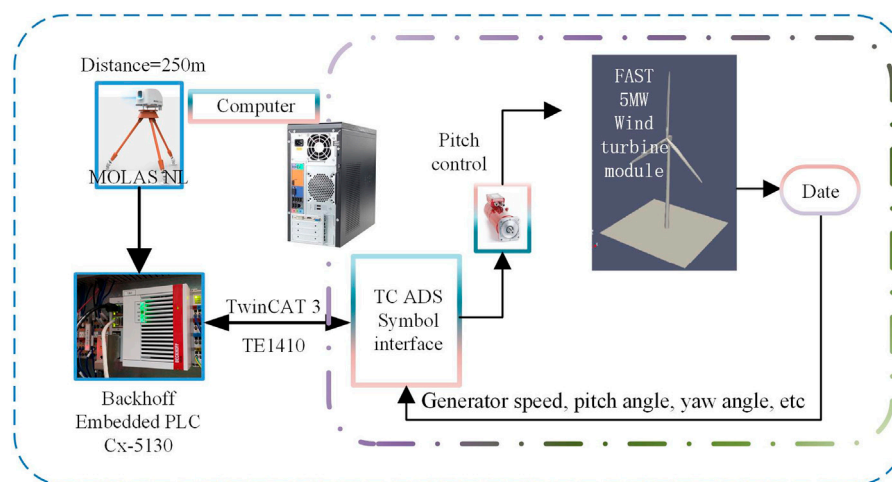 Distance=250m
MOLAS NL
Computer
Pitch
control
FAST
5MW
Wind
turbine
module
Date
TwinCAT 3
TE1410
TC ADS
Symbol
interface
Generator speed, pitch angle, yaw angle, etc
Backhoff
Embedded PLC
Cx-5130